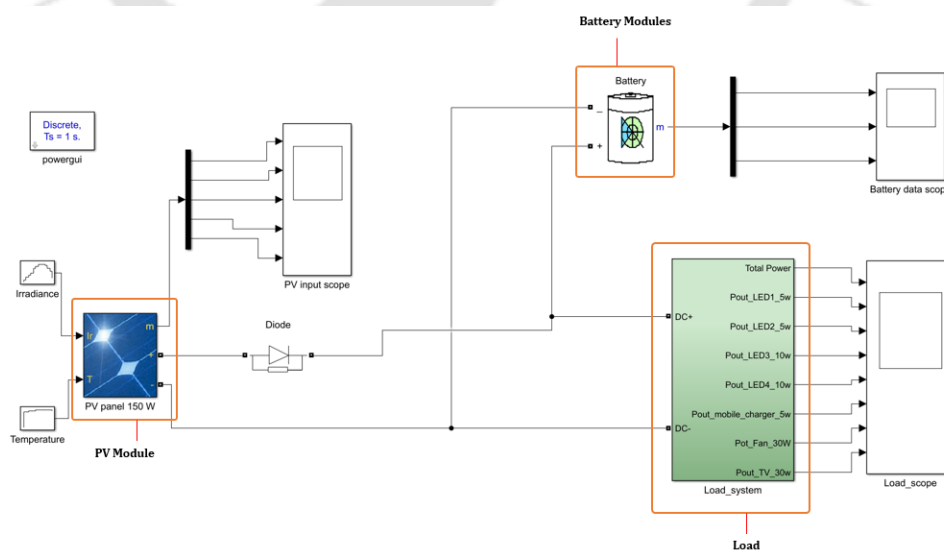 Battery Modules
Battery
−
+
m
Battery data scop
Discrete,
Ts = 1 s.
powergui
PV input scope
Irradiance
Temperature
Ir
T
m
+
-
PV panel 150 W
PV Module
Diode
DC+
DC-
Total Power
Pout_LED1_5w
Pout_LED2_5w
Pout_LED3_10w
Pout_LED4_10w
Pout_mobile_charger_5w
Pot_Fan_30W
Pout_TV_30w
Load_system
Load_scope
Load